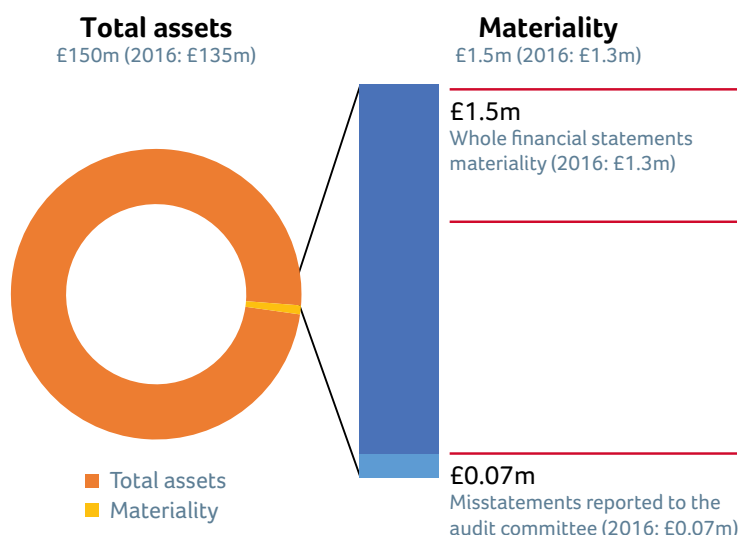 Total assets
£150m (2016: £135m)
Materiality
£1.5m (2016: £1.3m)
£1.5m
Whole financial statements
materiality (2016: £1.3m)
£0.07m
Misstatements reported to the
audit committee (2016: £0.07m)
Total assets
Materiality